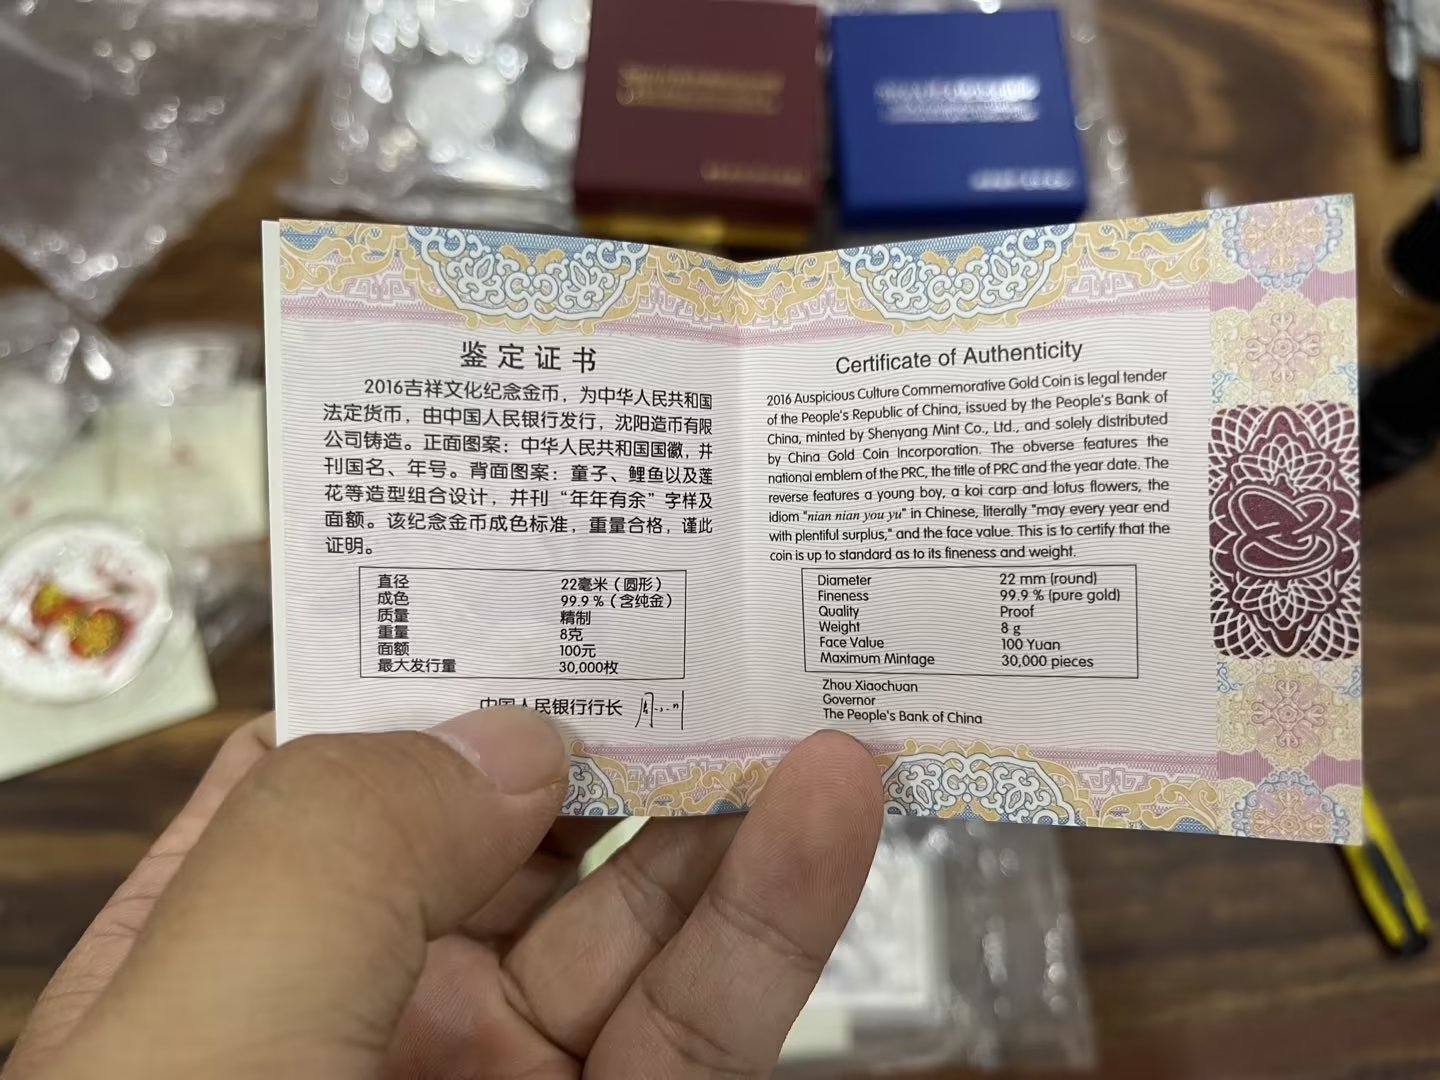 鉴定证书
2016吉祥文化纪念金币，为中华人民共和国
法定货币，由中国人民银行发行，沈阳造币有限
公司铸造。正面图案：中华人民共和国国徽，并
刊国名、年号。背面图案：童子、鲤鱼以及莲
花等造型组合设计，并刊“年年有余”字样及
面额。该纪念金币成色标准，重量合格，谨此
证明。
直径 22毫米（圆形）
成色 99.9％（含纯金）
质量 精制
重量 8克
面额 100元
最大发行量 30,000枚
中国人民银行行长
Certificate of Authenticity
2016 Auspicious Culture Commemorative Gold Coin is legal tender
of the People's Republic of China, issued by the People's Bank of
China, minted by Shenyang Mint Co., Ltd., and solely distributed
by China Gold Coin Incorporation. The obverse features the
national emblem of the PRC, the title of PRC and the year date. The
reverse features a young boy, a koi carp and lotus flowers, the
idiom "nian nian you yu" in Chinese, literally "may every year end
with plentiful surplus," and the face value. This is to certify that the
coin is up to standard as to its fineness and weight.
Diameter 22 mm (round)
Fineness 99.9 % (pure gold)
Quality Proof
Weight 8 g
Face Value 100 Yuan
Maximum Mintage 30,000 pieces
Zhou Xiaochuan
Governor
The People's Bank of China